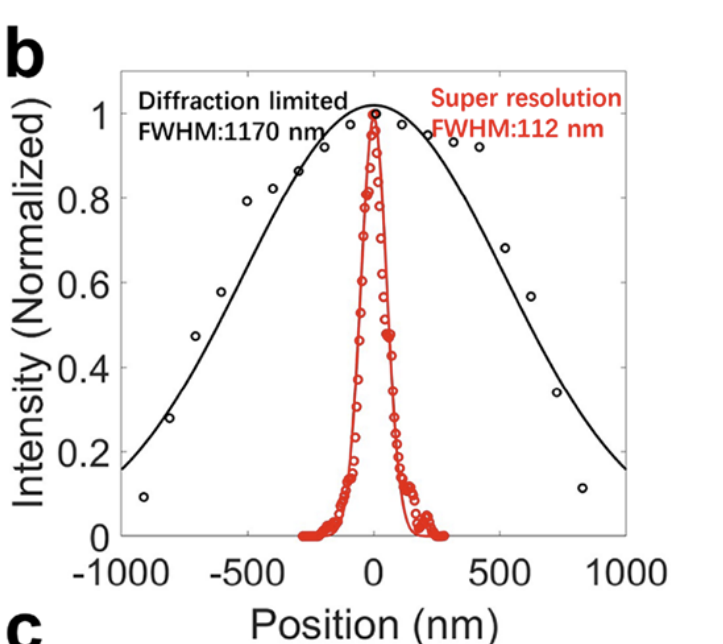 b
Diffraction limited
FWHM:1170 nm
Super resolution
FWHM:112 nm
Intensity (Normalized)
1
0.8
0.6
0.4
0.2
0
-1000 -500 0 500 1000
Position (nm)
c